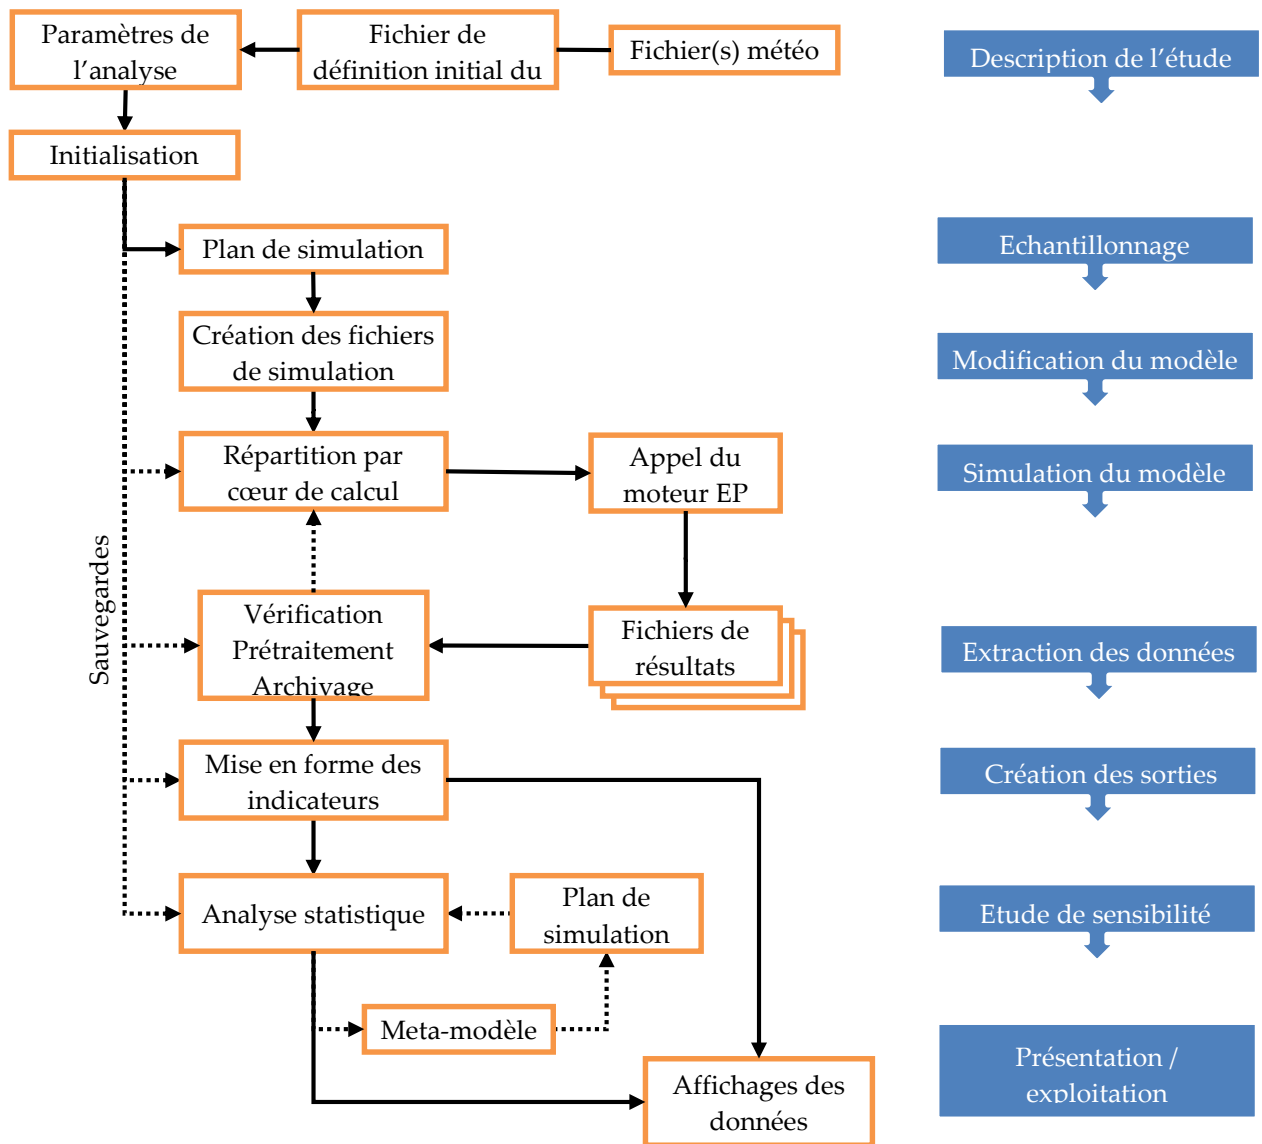 Paramètres de
l'analyse
Fichier de
définition initial du
Fichier(s) météo
Description de l'étude
Initialisation
Plan de simulation
Echantillonnage
Création des fichiers
de simulation
Modification du modèle
Répartition par
cœur de calcul
Appel du
moteur EP
Simulation du modèle
Sauvegardes
Vérification
Prétraitement
Archivage
Fichiers de
résultats
Extraction des données
Mise en forme des
indicateurs
Création des sorties
Analyse statistique
Plan de
simulation
Etude de sensibilité
Meta-modèle
Affichages des
données
Présentation /
exploitation